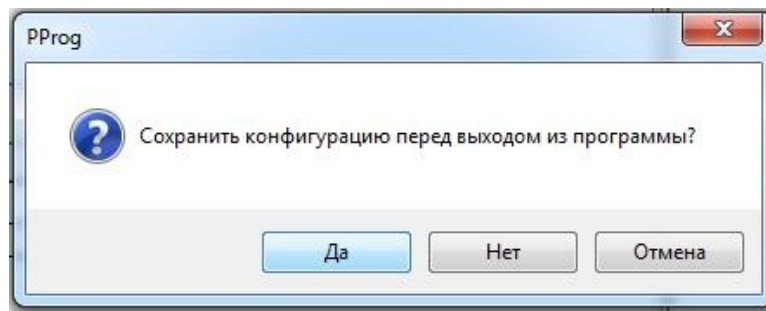 PProg
Сохранить конфигурацию перед выходом из программы?
Да
Нет
Отмена